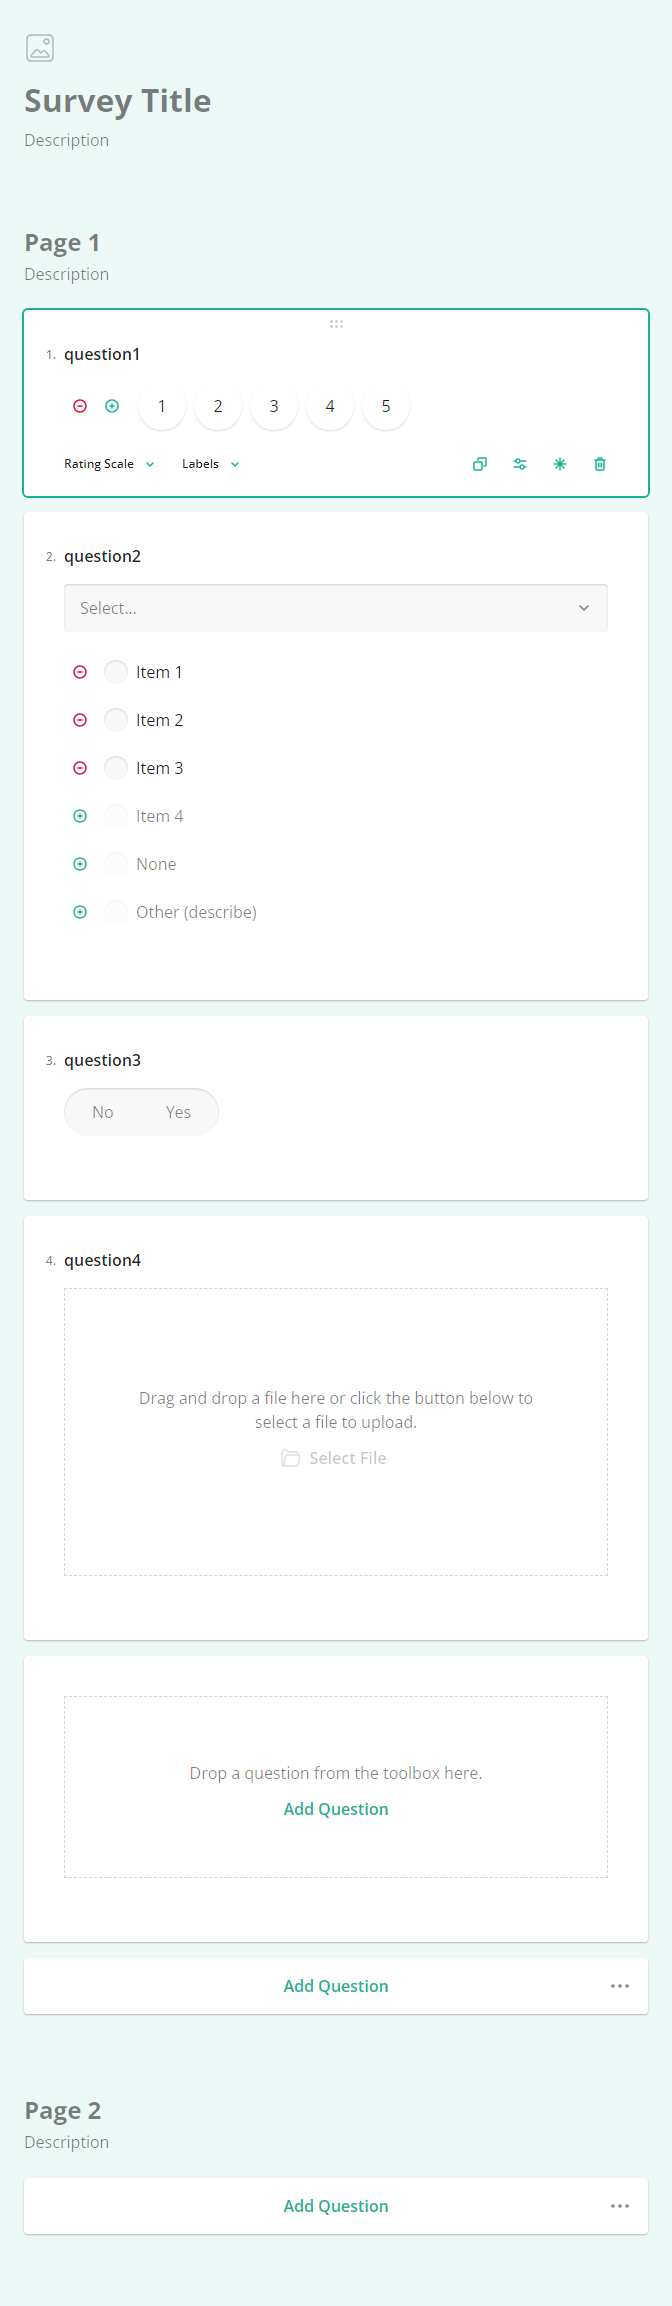 Survey Title
Description
Page 1
Description
1. question1
1 2 3 4 5
Rating Scale Labels
2. question2
Select...
Item 1
Item 2
Item 3
Item 4
None
Other (describe)
3. question3
No Yes
4. question4
Drag and drop a file here or click the button below to
select a file to upload.
Select File
Drop a question from the toolbox here.
Add Question
Add Question
Page 2
Description
Add Question